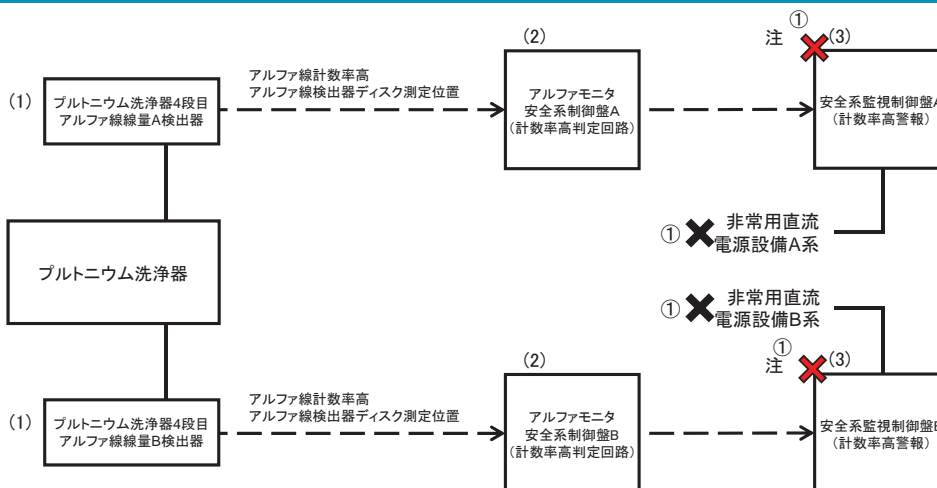 (1)
プルトニウム洗浄器4段目
アルファ線線量A検出器
アルファ線計数率高
アルファ線検出器ディスク測定位置
(2)
アルファモニタ
安全系制御盤A
(計数率高判定回路)
①
注
(3)
安全系監視制御盤A
(計数率高警報)
①
非常用直流
電源設備A系
プルトニウム洗浄器
①
非常用直流
電源設備B系
(1)
プルトニウム洗浄器4段目
アルファ線線量B検出器
アルファ線計数率高
アルファ線検出器ディスク測定位置
(2)
アルファモニタ
安全系制御盤B
(計数率高判定回路)
①
注
(3)
安全系監視制御盤B
(計数率高警報)